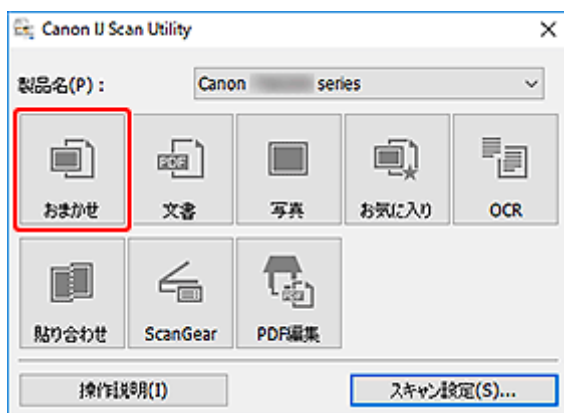 Canon IJ Scan Utility
製品名(P)：
Canon series
おまかせ
文書
写真
お気に入り
OCR
貼り合わせ
ScanGear
PDF編集
操作説明(I)
スキャン設定(S)...